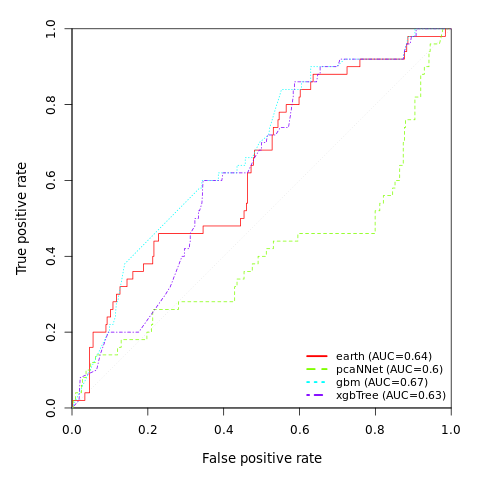 1.0
0.8
0.6
0.4
0.2
0.0
True positive rate
earth (AUC=0.64)
pcaNNet (AUC=0.6)
gbm (AUC=0.67)
xgbTree (AUC=0.63)
0.0 0.2 0.4 0.6 0.8 1.0
False positive rate